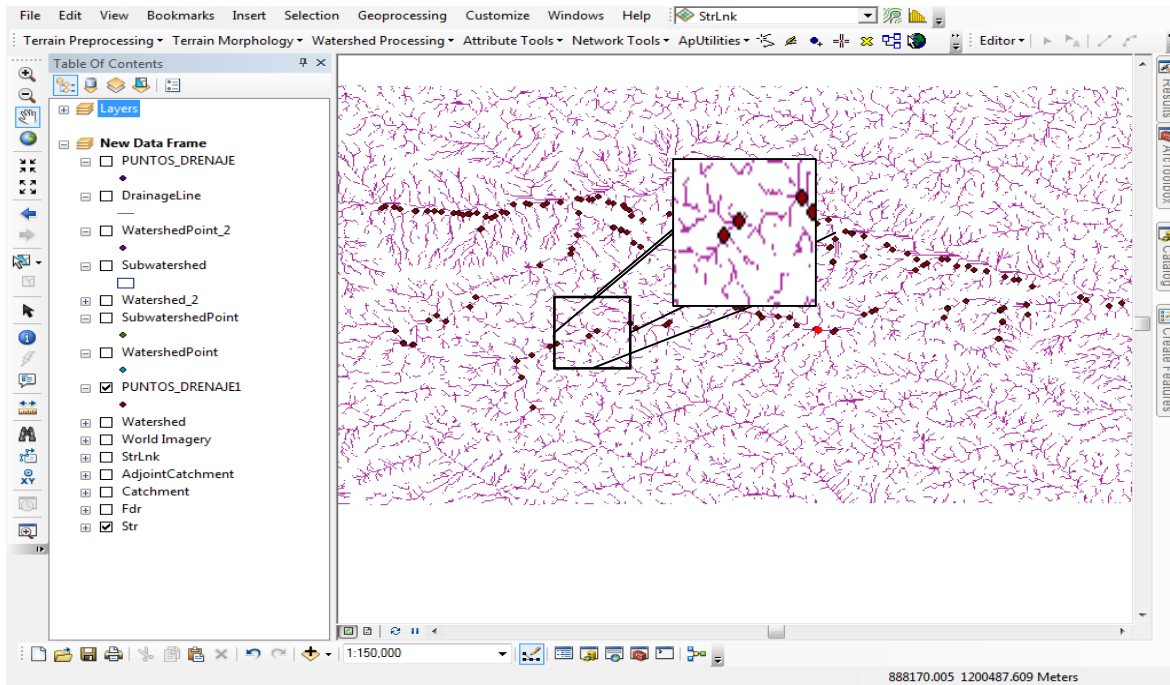 File Edit View Bookmarks Insert Selection Geoprocessing Customize Windows Help StrLnk
Terrain Preprocessing Terrain Morphology Watershed Processing Attribute Tools Network Tools ApUtilities Editor
Table Of Contents
Layers
New Data Frame
PUNTOS_DRENAJE
DrainageLine
WatershedPoint_2
Subwatershed
Watershed_2
SubwatershedPoint
WatershedPoint
PUNTOS_DRENAJE1
Watershed
World Imagery
StrLnk
AdjointCatchment
Catchment
Fdr
Str
Results
ArcToolbox
Catalog
Create Features
XY
1:150,000
888170.005 1200487.609 Meters